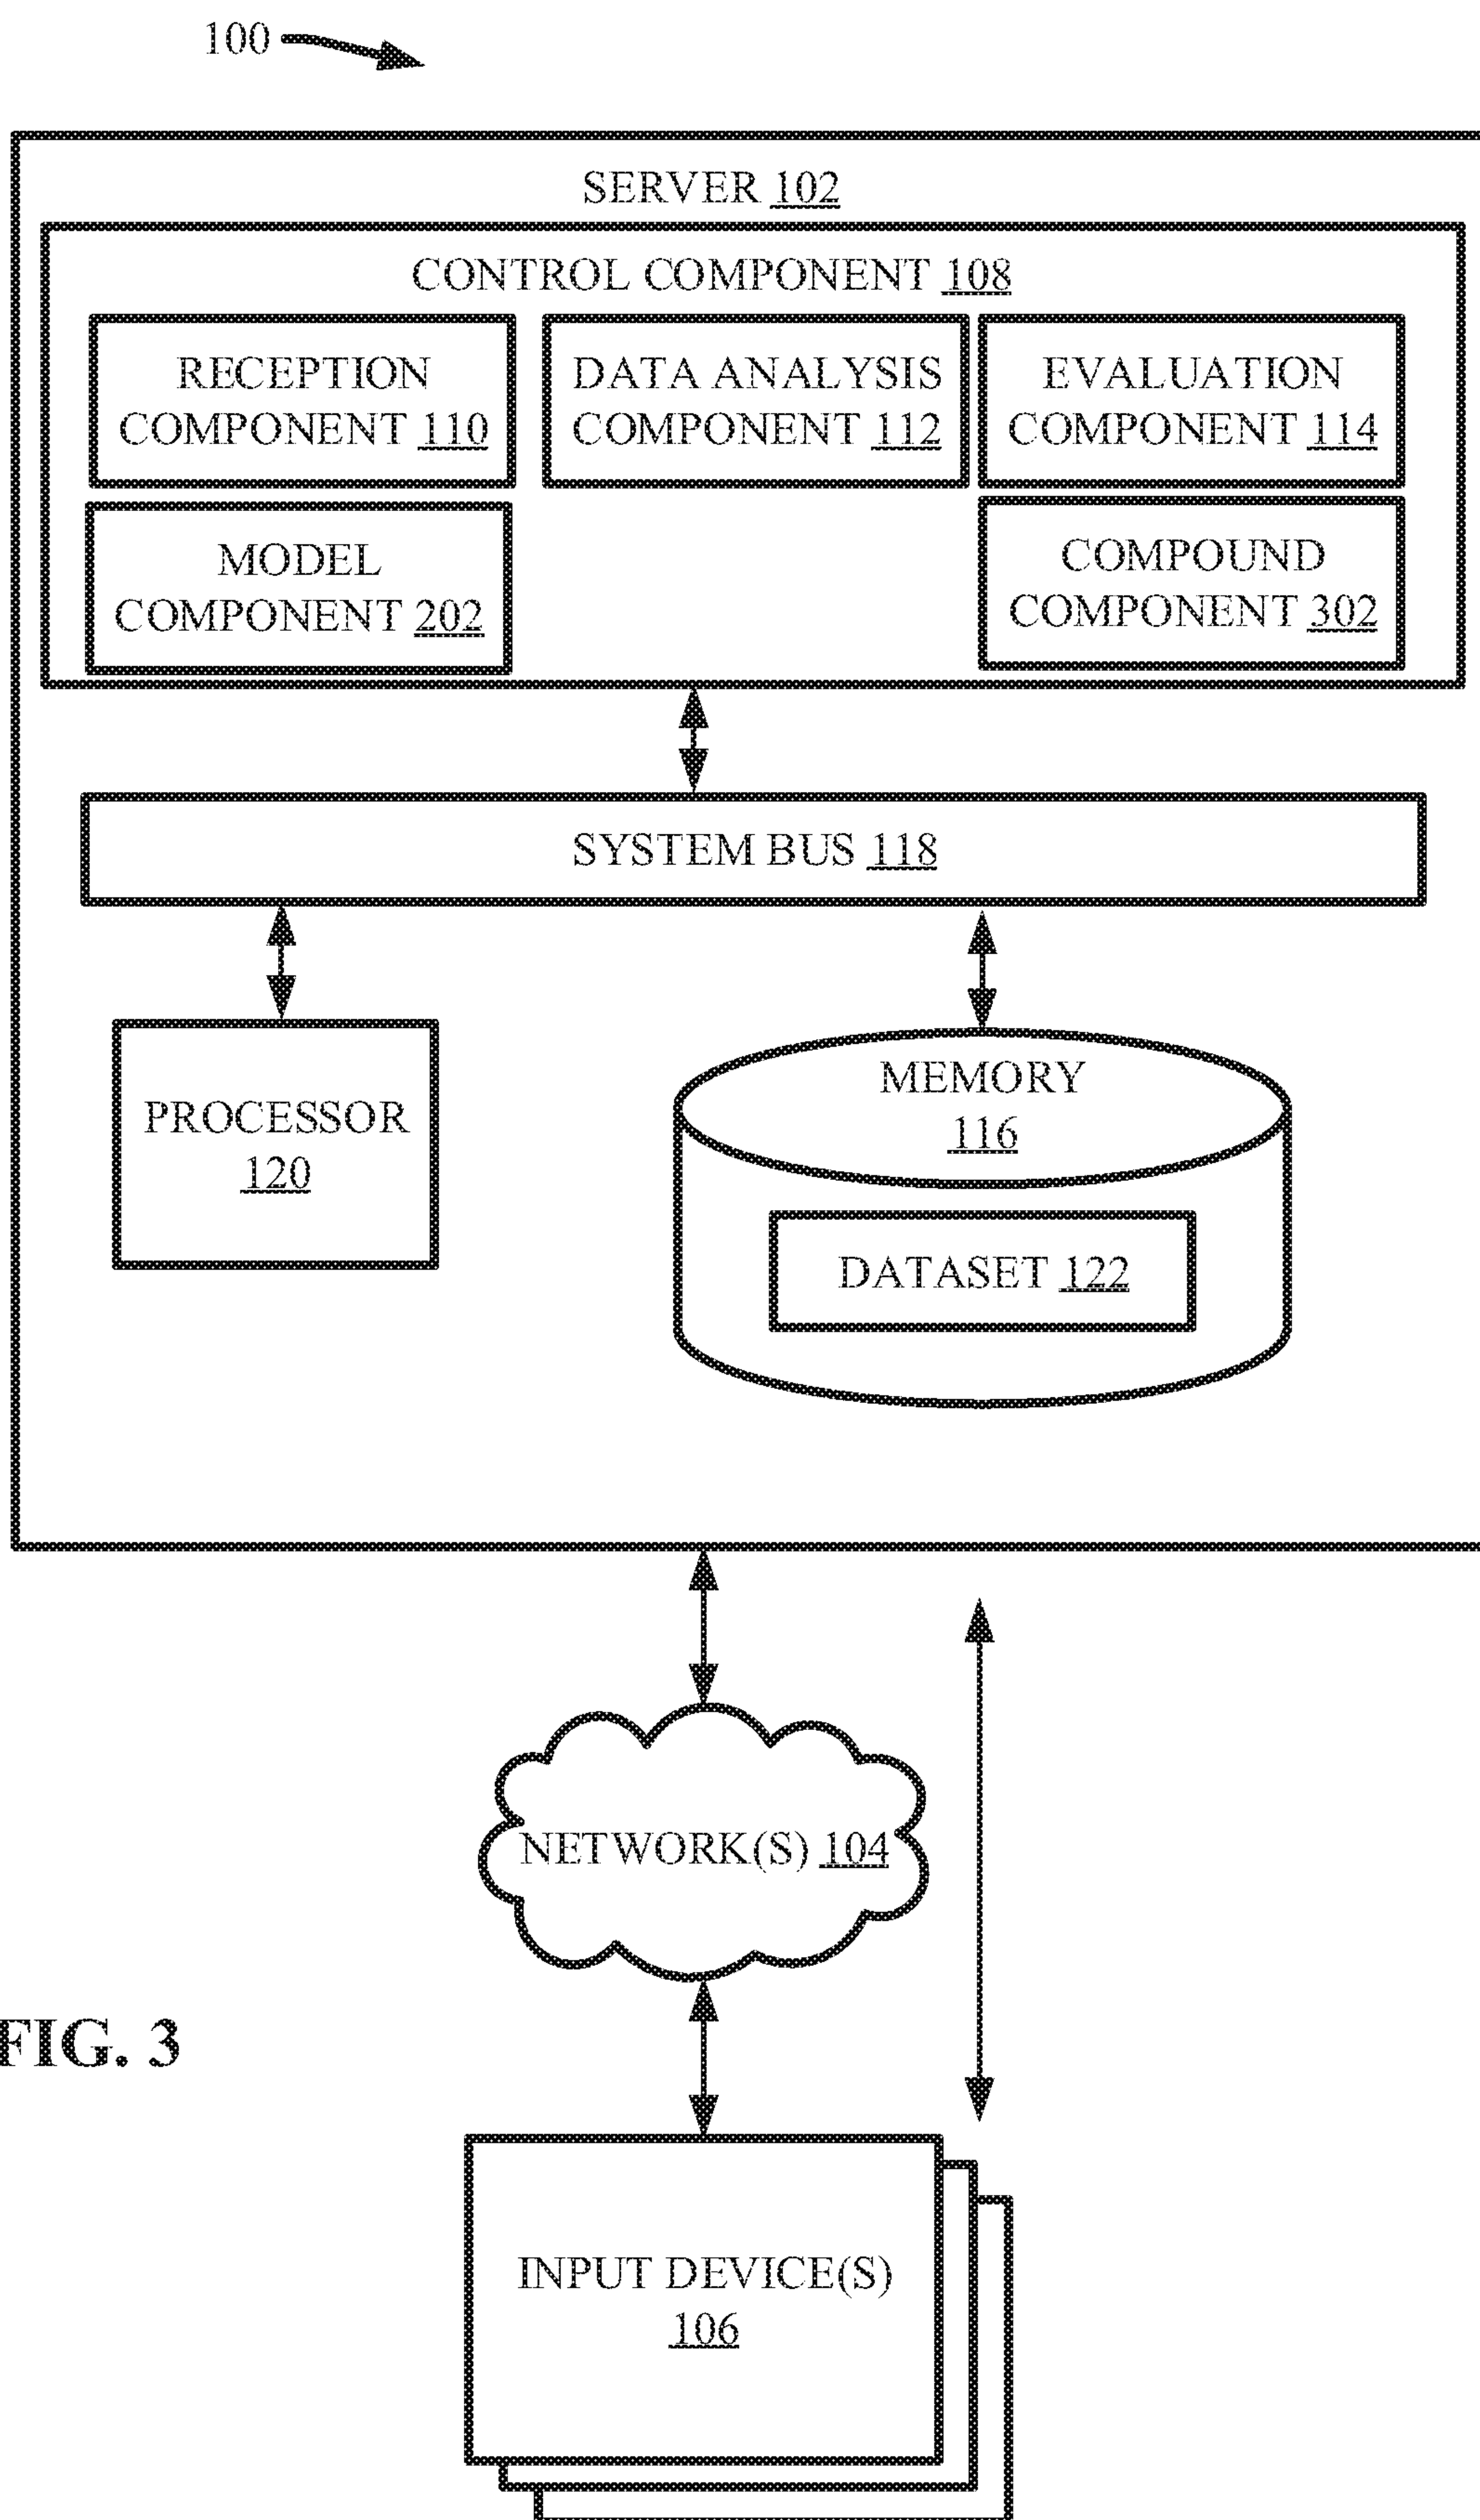 100
SERVER 102
CONTROL COMPONENT 108
RECEPTION
COMPONENT 110
DATA ANALYSIS
COMPONENT 112
EVALUATION
COMPONENT 114
MODEL
COMPONENT 202
COMPOUND
COMPONENT 302
SYSTEM BUS 118
PROCESSOR
120
MEMORY
116
DATASET 122
NETWORK(S) 104
FIG. 3
INPUT DEVICE(S)
106